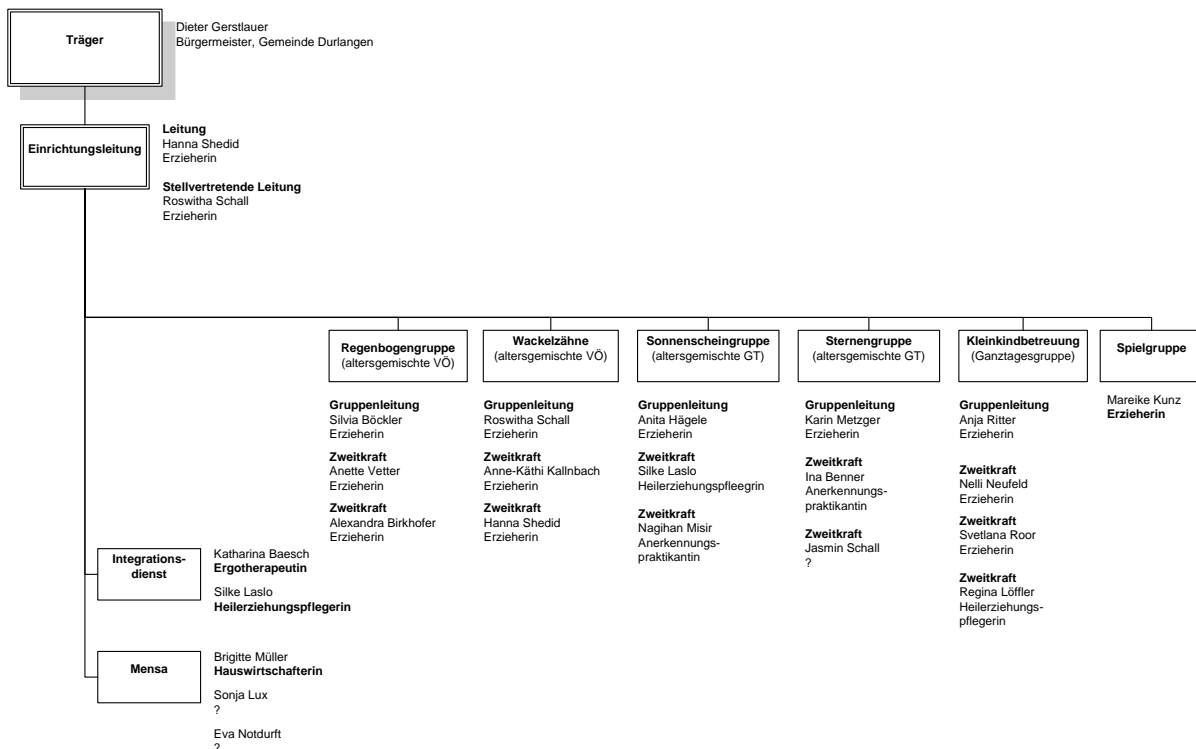 Träger
Dieter Gerstlauer
Bürgermeister, Gemeinde Durlangen
Einrichtungsleitung
Leitung
Hanna Shedid
Erzieherin
Stellvertretende Leitung
Roswitha Schall
Erzieherin
Regenbogengruppe
(altersgemischte VÖ)
Gruppenleitung
Silvia Böckler
Erzieherin
Zweitkraft
Anette Vetter
Erzieherin
Zweitkraft
Alexandra Birkhofer
Erzieherin
Wackelzähne
(altersgemischte VÖ)
Gruppenleitung
Roswitha Schall
Erzieherin
Zweitkraft
Anne-Käthi Kallnbach
Erzieherin
Zweitkraft
Hanna Shedid
Erzieherin
Sonnenscheingruppe
(altersgemischte GT)
Gruppenleitung
Anita Hägele
Erzieherin
Zweitkraft
Silke Laslo
Heilerziehungspfleegrin
Zweitkraft
Nagihan Misir
Anerkennungs-
praktikantin
Sternengruppe
(altersgemischte GT)
Gruppenleitung
Karin Metzger
Erzieherin
Zweitkraft
Ina Benner
Anerkennungs-
praktikantin
Zweitkraft
Jasmin Schall
?
Kleinkindbetreuung
(Ganztagesgruppe)
Gruppenleitung
Anja Ritter
Erzieherin
Zweitkraft
Nelli Neufeld
Erzieherin
Zweitkraft
Svetlana Roor
Erzieherin
Zweitkraft
Regina Löffler
Heilerziehungs-
pflegerin
Spielgruppe
Mareike Kunz
Erzieherin
Integrations-
dienst
Katharina Baesch
Ergotherapeutin
Silke Laslo
Heilerziehungspflegerin
Mensa
Brigitte Müller
Hauswirtschafterin
Sonja Lux
?
Eva Notdurft
?